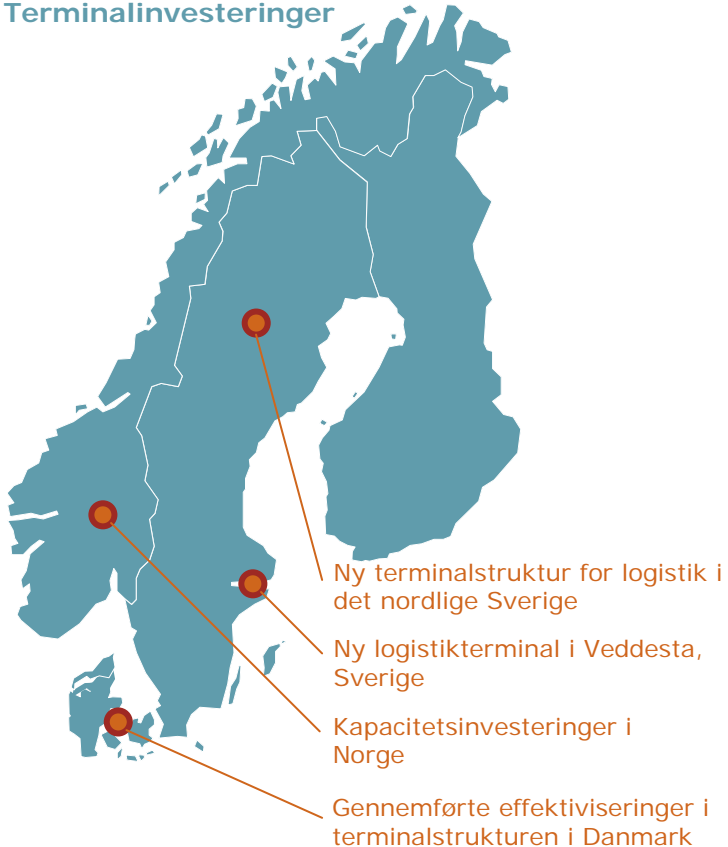 Terminalinvesteringer
Ny terminalstruktur for logistik i
det nordlige Sverige
Ny logistikterminal i Veddesta,
Sverige
Kapacitetsinvesteringer i
Norge
Gennemførte effektiviseringer i
terminalstrukturen i Danmark